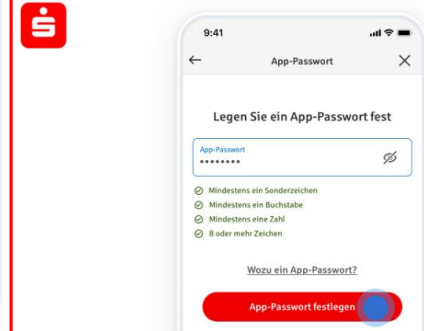 9:41
App-Passwort
Legen Sie ein App-Passwort fest
App-Passwort
••••••••
Mindestens ein Sonderzeichen
Mindestens ein Buchstabe
Mindestens eine Zahl
8 oder mehr Zeichen
Wozu ein App-Passwort?
App-Passwort festlegen